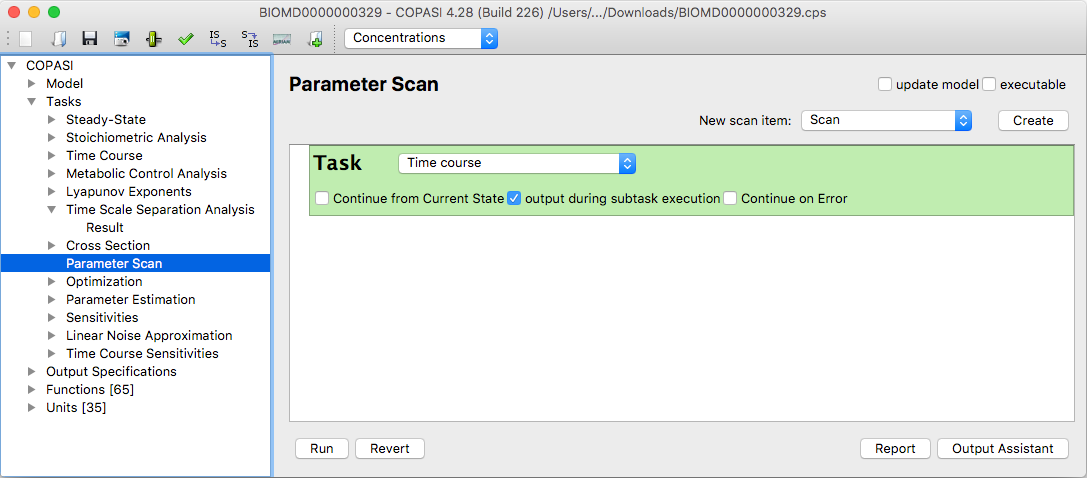 BIOMD0000000329 - COPASI 4.28 (Build 226) /Users/.../Downloads/BIOMD0000000329.cps
IS
S
S
IS
MIRIAM
Concentrations
COPASI
Model
Tasks
Steady-State
Stoichiometric Analysis
Time Course
Metabolic Control Analysis
Lyapunov Exponents
Time Scale Separation Analysis
Result
Cross Section
Parameter Scan
Optimization
Parameter Estimation
Sensitivities
Linear Noise Approximation
Time Course Sensitivities
Output Specifications
Functions [65]
Units [35]
Parameter Scan
update model executable
New scan item: Scan Create
Task Time course
Continue from Current State output during subtask execution Continue on Error
Run Revert Report Output Assistant